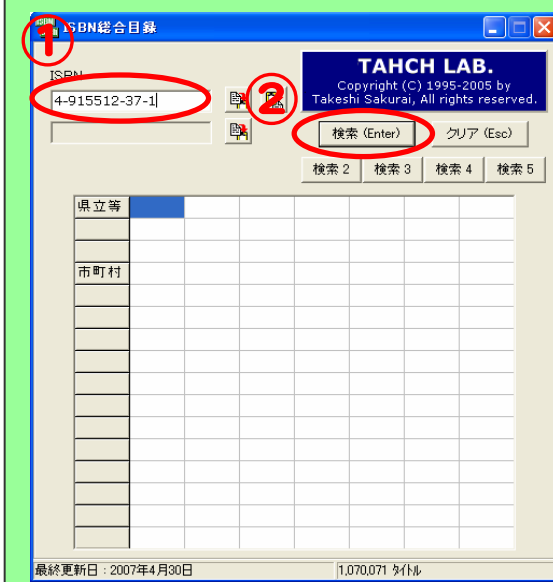 ISBN総合目録
①
ISBN
4-915512-37-1
②
TAHCH LAB.
Copyright (C) 1995-2005 by
Takeshi Sakurai, All rights reserved.
検索 (Enter)
クリア (Esc)
検索 2
検索 3
検索 4
検索 5
県立等
市町村
最終更新日：2007年4月30日
1,070,071 ﾀｲﾄﾙ